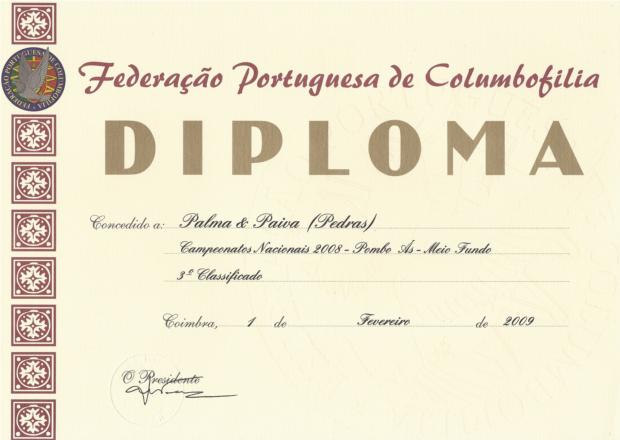 Federação Portuguesa de Columbofilia
DIPLOMA
Concedido a: Palma & Paiva (Pedras)
Campeonatos Nacionais 2008 - Pombo Ás - Meio Fundo
3º Classificado
Coimbra, 1 de Fevereiro de 2009
O Presidente